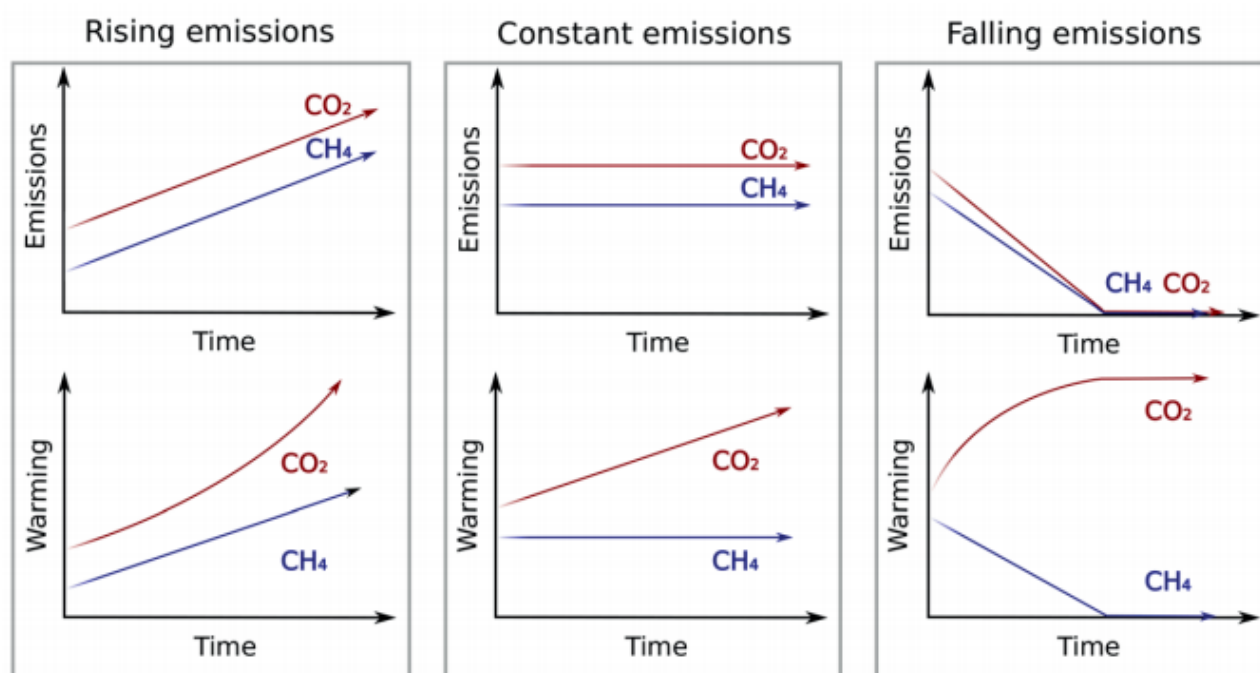 Rising emissions
Emissions
CO₂
CH₄
Time
Warming
CO₂
CH₄
Time
Constant emissions
Emissions
CO₂
CH₄
Time
Warming
CO₂
CH₄
Time
Falling emissions
Emissions
CH₄ CO₂
Time
Warming
CO₂
CH₄
Time